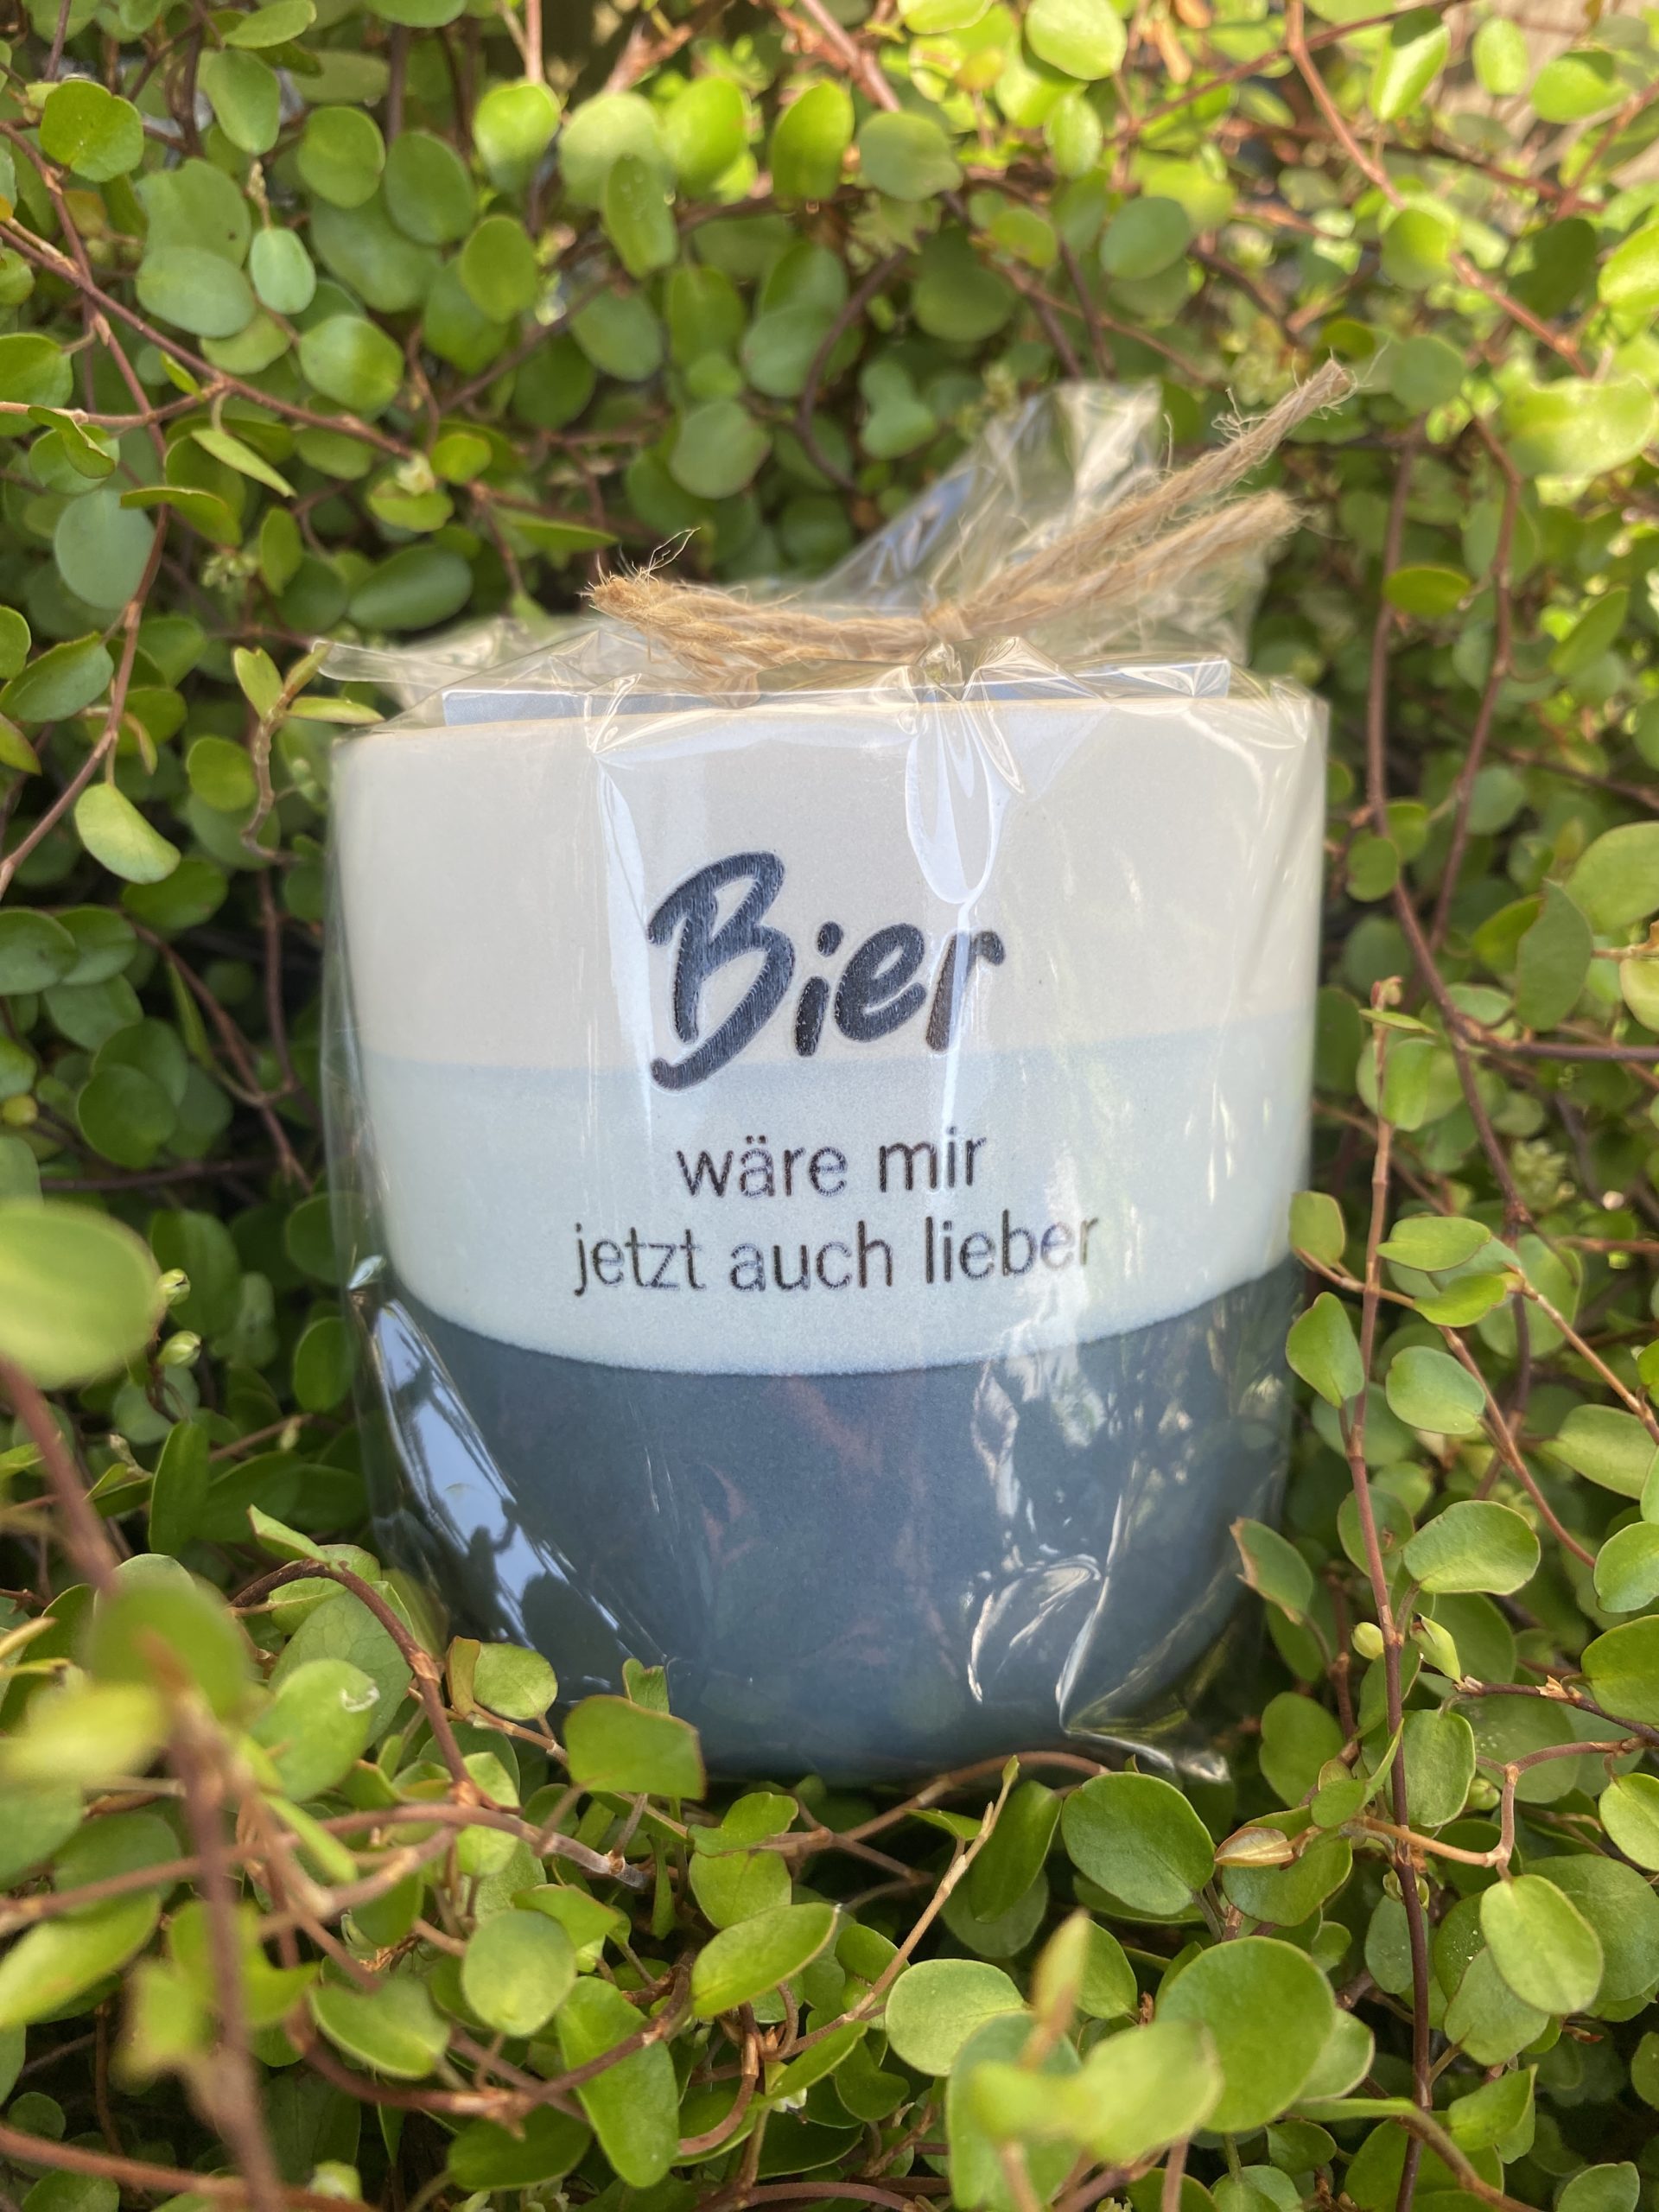 Bier
wäre mir
jetzt auch lieber